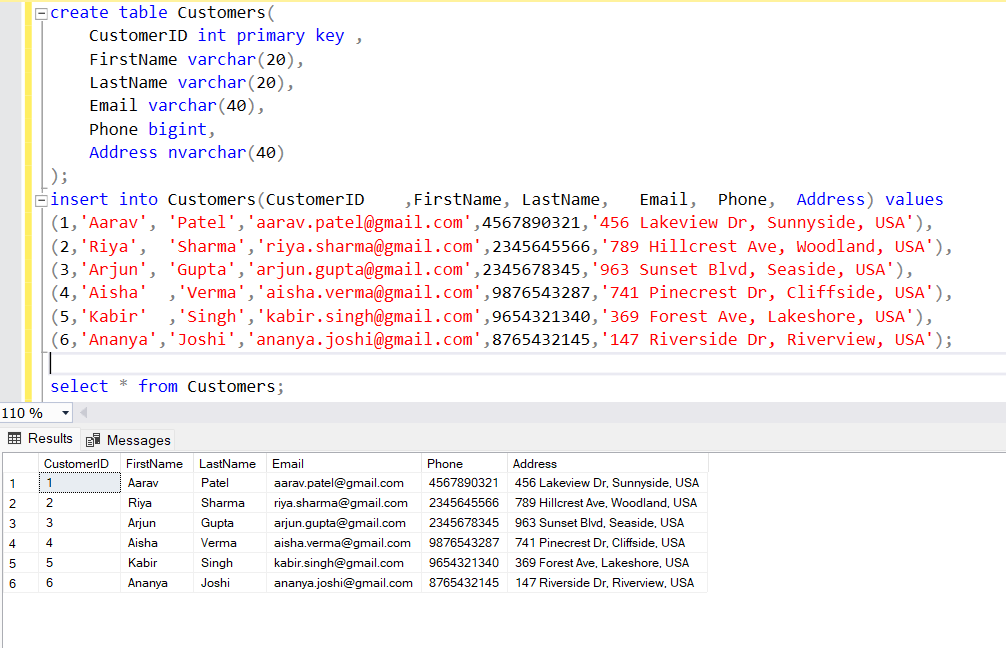 create table Customers(
CustomerID int primary key ,
FirstName varchar(20),
LastName varchar(20),
Email varchar(40),
Phone bigint,
Address nvarchar(40)
);
insert into Customers(CustomerID    ,FirstName, LastName,   Email,  Phone,  Address) values
(1,'Aarav', 'Patel','aarav.patel@gmail.com',4567890321,'456 Lakeview Dr, Sunnyside, USA'),
(2,'Riya',  'Sharma','riya.sharma@gmail.com',2345645566,'789 Hillcrest Ave, Woodland, USA'),
(3,'Arjun', 'Gupta','arjun.gupta@gmail.com',2345678345,'963 Sunset Blvd, Seaside, USA'),
(4,'Aisha'  ,'Verma','aisha.verma@gmail.com',9876543287,'741 Pinecrest Dr, Cliffside, USA'),
(5,'Kabir'  ,'Singh','kabir.singh@gmail.com',9654321340,'369 Forest Ave, Lakeshore, USA'),
(6,'Ananya','Joshi','ananya.joshi@gmail.com',8765432145,'147 Riverside Dr, Riverview, USA');
select * from Customers;
110 %
Results Messages
CustomerID FirstName LastName Email Phone Address
1 1 Aarav Patel aarav.patel@gmail.com 4567890321 456 Lakeview Dr, Sunnyside, USA
2 2 Riya Sharma riya.sharma@gmail.com 2345645566 789 Hillcrest Ave, Woodland, USA
3 3 Arjun Gupta arjun.gupta@gmail.com 2345678345 963 Sunset Blvd, Seaside, USA
4 4 Aisha Verma aisha.verma@gmail.com 9876543287 741 Pinecrest Dr, Cliffside, USA
5 5 Kabir Singh kabir.singh@gmail.com 9654321340 369 Forest Ave, Lakeshore, USA
6 6 Ananya Joshi ananya.joshi@gmail.com 8765432145 147 Riverside Dr, Riverview, USA